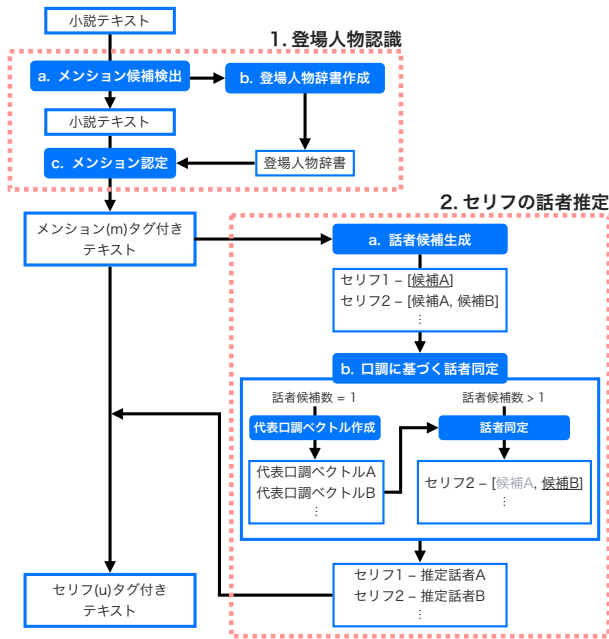 小説テキスト
1. 登場人物認識
a. メンション候補検出
b. 登場人物辞書作成
小説テキスト
c. メンション認定
登場人物辞書
2. セリフの話者推定
メンション(m)タグ付き
テキスト
a. 話者候補生成
セリフ1 – [候補A]
セリフ2 – [候補A, 候補B]
⋮
b. 口調に基づく話者同定
話者候補数 = 1
話者候補数 > 1
代表口調ベクトル作成
話者同定
代表口調ベクトルA
代表口調ベクトルB
⋮
セリフ2 – [候補A, 候補B]
⋮
セリフ1 – 推定話者A
セリフ2 – 推定話者B
⋮
セリフ(u)タグ付き
テキスト